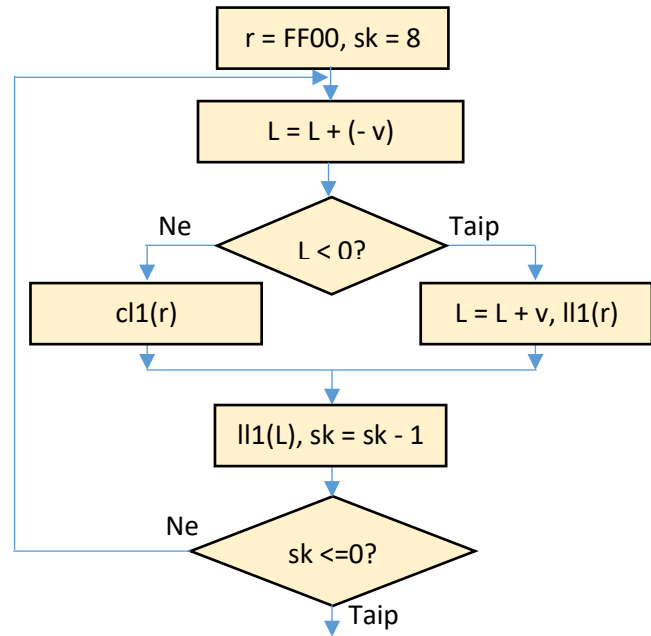 r = FF00, sk = 8
L = L + (- v)
Ne
Taip
L < 0?
cl1(r)
L = L + v, ll1(r)
ll1(L), sk = sk - 1
Ne
sk <=0?
Taip